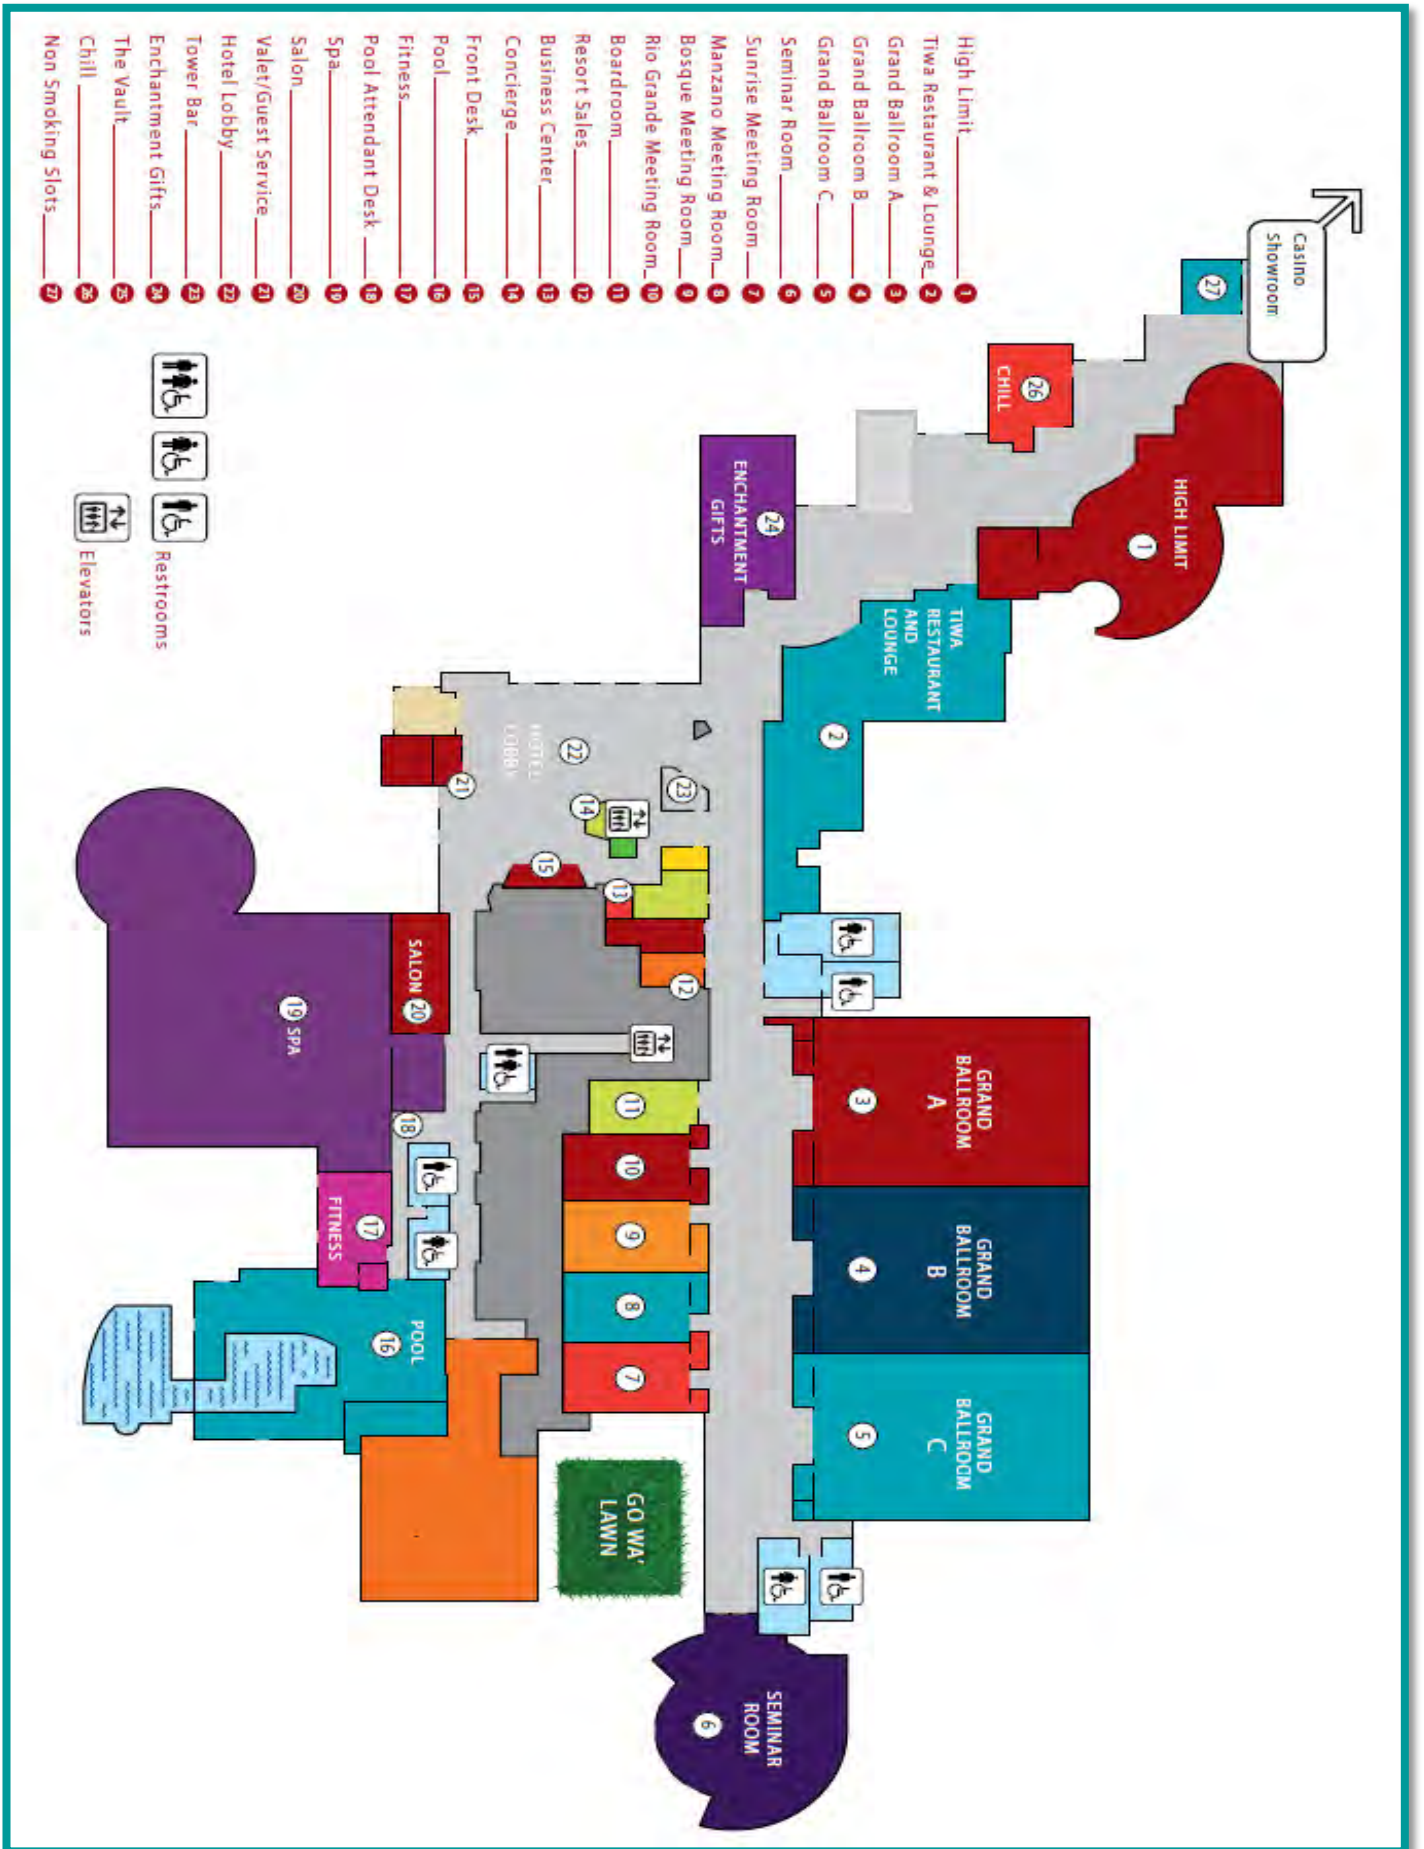 High Limit 1
Tiwa Restaurant & Lounge 2
Grand Ballroom A 3
Grand Ballroom B 4
Grand Ballroom C 5
Seminar Room 6
Sunrise Meeting Room 7
Manzano Meeting Room 8
Bosque Meeting Room 9
Rio Grande Meeting Room 10
Boardroom 11
Resort Sales 12
Business Center 13
Concierge 14
Front Desk 15
Pool 16
Fitness 17
Pool Attendant Desk 18
Spa 19
Salon 20
Valet/Guest Service 21
Hotel Lobby 22
Tower Bar 23
Enchantment Gifts 24
The Vault 25
Chill 26
Non Smoking Slots 27
Restrooms
Elevators
Casino
Showroom
27
HIGH LIMIT
1
26
CHILL
24
ENCHANTMENT
GIFTS
TIWA
RESTAURANT
AND
LOUNGE
2
22
HOTEL
LOBBY
23
14
21
15
13
12
SALON 20
19 SPA
18
17
FITNESS
POOL
16
11
10
9
8
7
GRAND
BALLROOM
A
3
GRAND
BALLROOM
B
4
GRAND
BALLROOM
C
5
GO WA'
LAWN
SEMINAR
ROOM
6